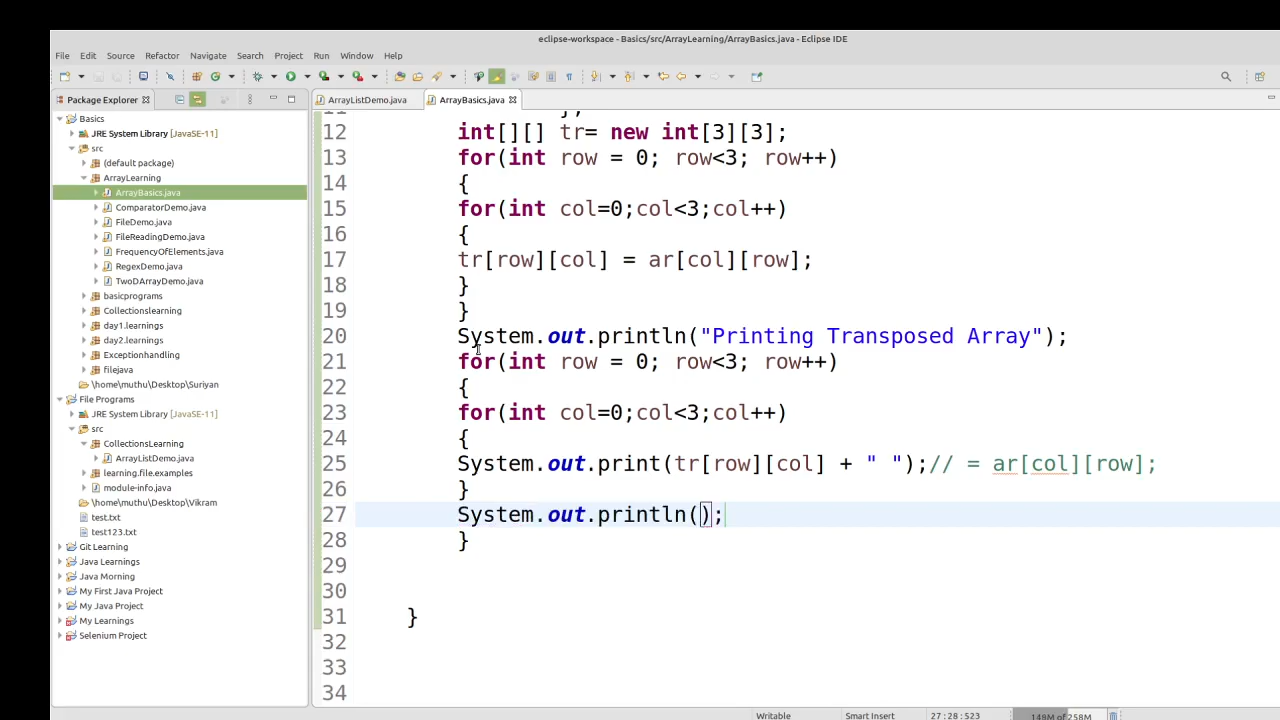 eclipse-workspace - Basics/src/ArrayLearning/ArrayBasics.java - Eclipse IDE
File Edit Source Refactor Navigate Search Project Run Window Help
Package Explorer
ArrayListDemo.java
ArrayBasics.java
Basics
JRE System Library [JavaSE-11]
src
(default package)
ArrayLearning
ArrayBasics.java
ComparatorDemo.java
FileDemo.java
FileReadingDemo.java
FrequencyOfElements.java
RegexDemo.java
TwoDArrayDemo.java
basicprograms
Collectionslearning
day1.learnings
day2.learnings
Exceptionhandling
filejava
\home\muthu\Desktop\Suriyan
File Programs
JRE System Library [JavaSE-11]
src
CollectionsLearning
ArrayListDemo.java
learning.file.examples
module-info.java
\home\muthu\Desktop\Vikram
test.txt
test123.txt
Git Learning
Java Learnings
Java Morning
My First Java Project
My Java Project
My Learnings
Selenium Project
11 };
12 int[][] tr= new int[3][3];
13 for(int row = 0; row<3; row++)
14 {
15 for(int col=0;col<3;col++)
16 {
17 tr[row][col] = ar[col][row];
18 }
19 }
20 System.out.println("Printing Transposed Array");
21 for(int row = 0; row<3; row++)
22 {
23 for(int col=0;col<3;col++)
24 {
25 System.out.print(tr[row][col] + " ");// = ar[col][row];
26 }
27 System.out.println();
28 }
29
30
31 }
32
33
34
Writable Smart Insert 27:28:523 148M of 258M